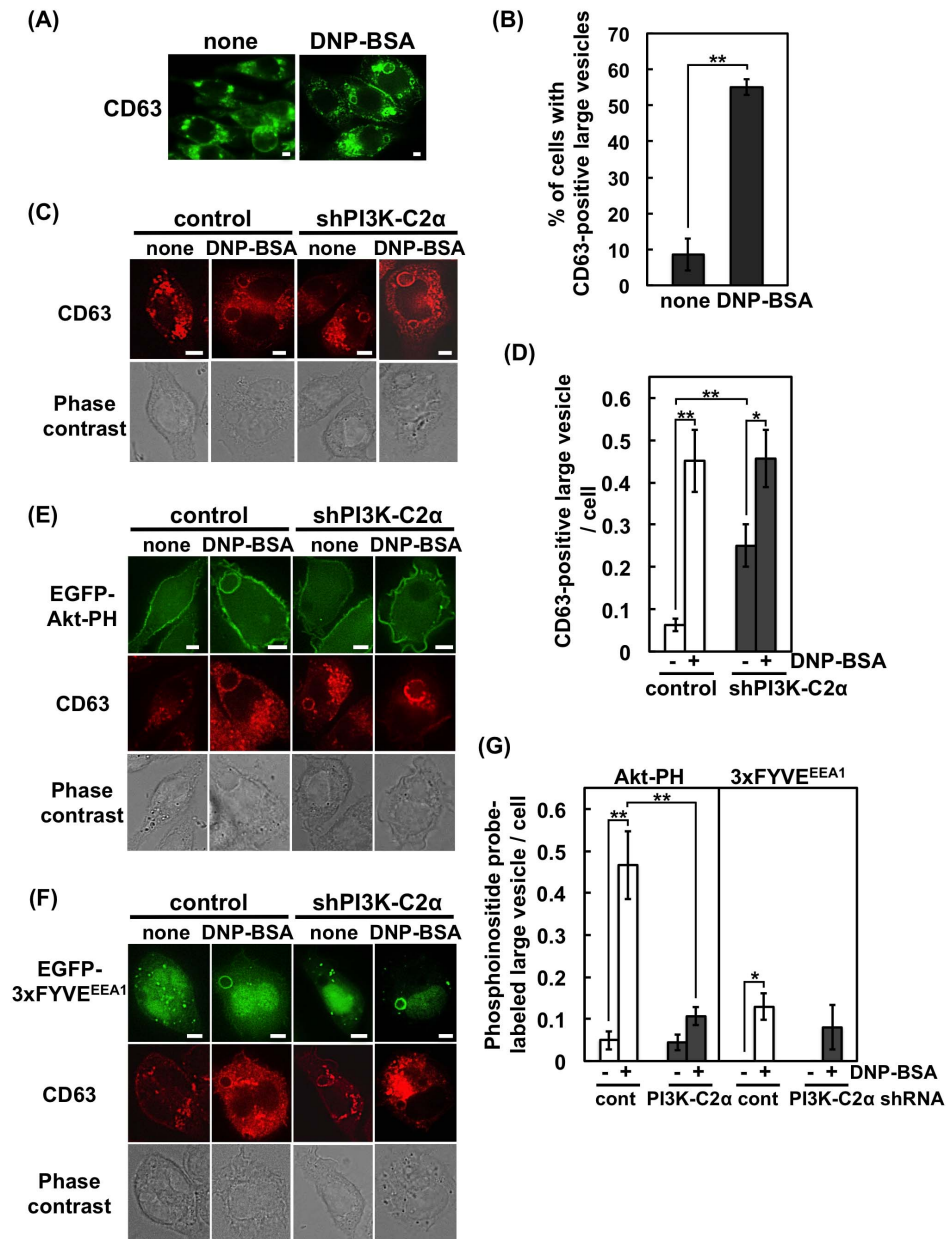 (A)
none DNP-BSA
CD63
(B)
% of cells with
CD63-positive large vesicles
70
60
50
40
30
20
10
0
**
none DNP-BSA
(C)
control shPI3K-C2α
none DNP-BSA none DNP-BSA
CD63
Phase
contrast
(D)
CD63-positive large vesicle
/ cell
0.6
0.5
0.4
0.3
0.2
0.1
0
**
** *
- + - + DNP-BSA
control shPI3K-C2α
(E)
control shPI3K-C2α
none DNP-BSA none DNP-BSA
EGFP-
Akt-PH
CD63
Phase
contrast
(F)
control shPI3K-C2α
none DNP-BSA none DNP-BSA
EGFP-
3xFYVEEEA1
CD63
Phase
contrast
(G)
Akt-PH 3xFYVEEEA1
Phosphoinositide probe-
labeled large vesicle / cell
0.6
0.5
0.4
0.3
0.2
0.1
0
** **
*
- + - + - + - + DNP-BSA
cont PI3K-C2α cont PI3K-C2α shRNA